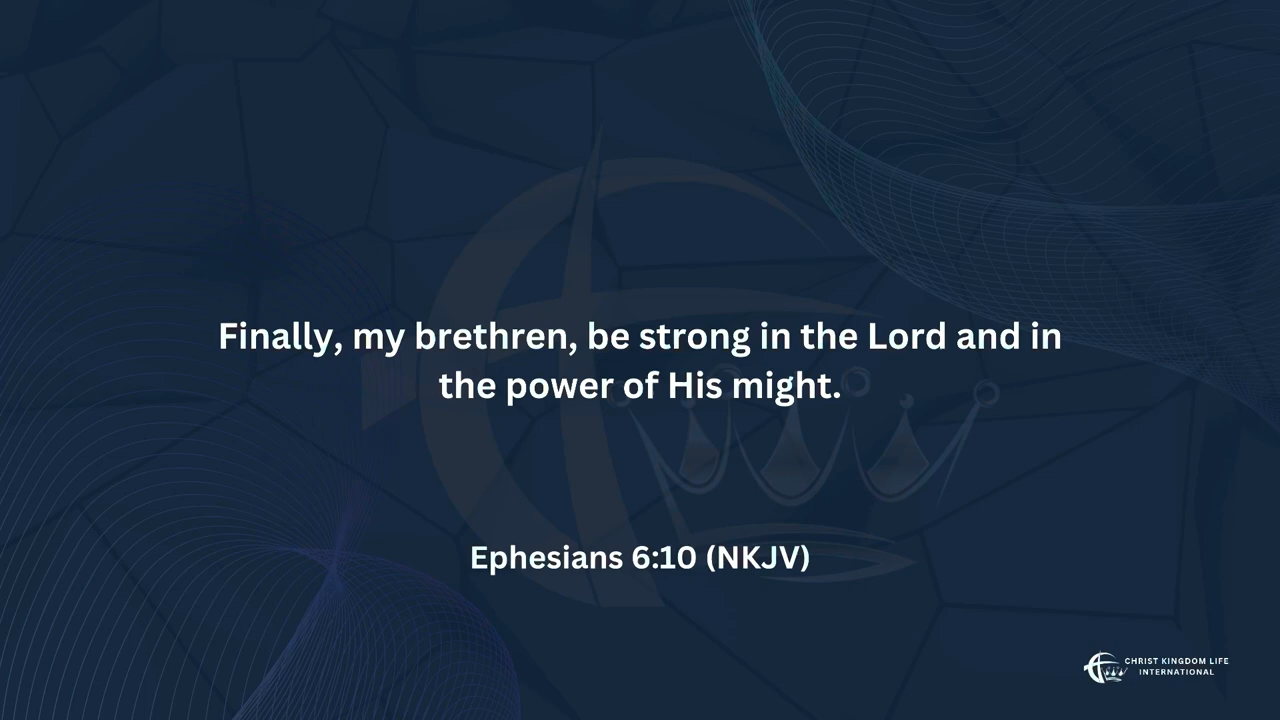 Finally, my brethren, be strong in the Lord and in
the power of His might.
Ephesians 6:10 (NKJV)
CHRIST KINGDOM LIFE
INTERNATIONAL